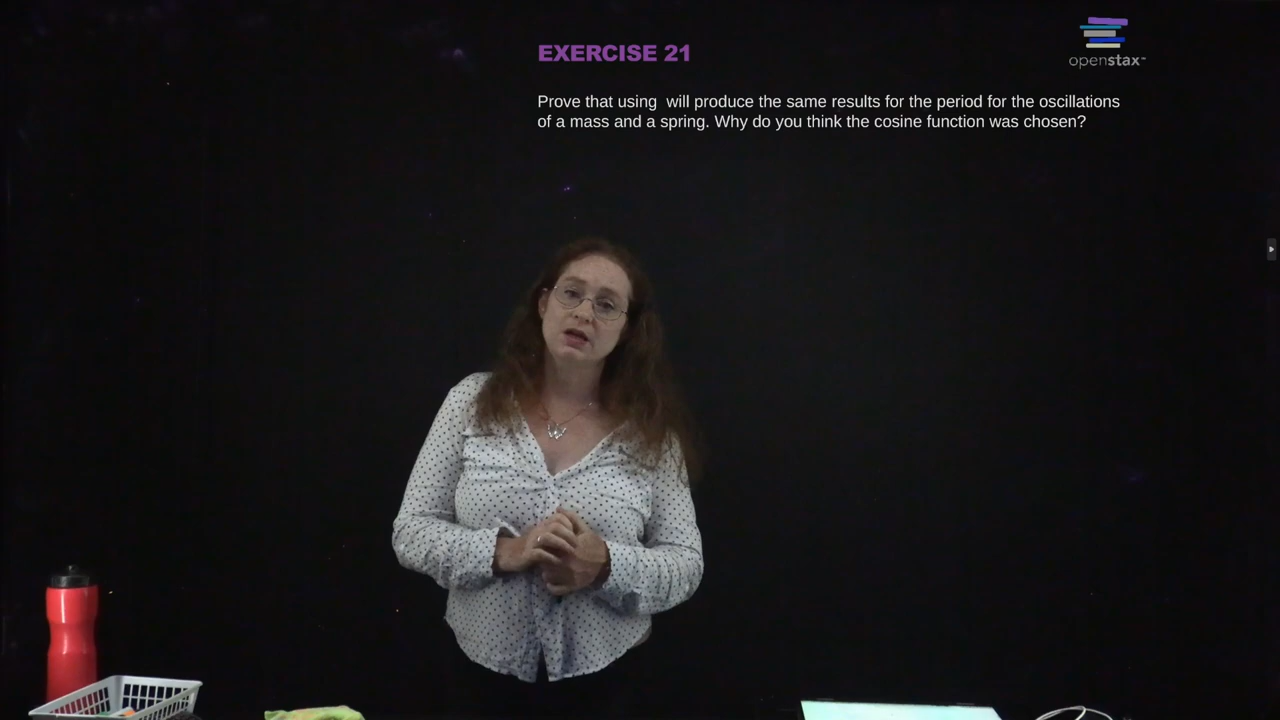 EXERCISE 21
openstax™
Prove that using  will produce the same results for the period for the oscillations
of a mass and a spring. Why do you think the cosine function was chosen?